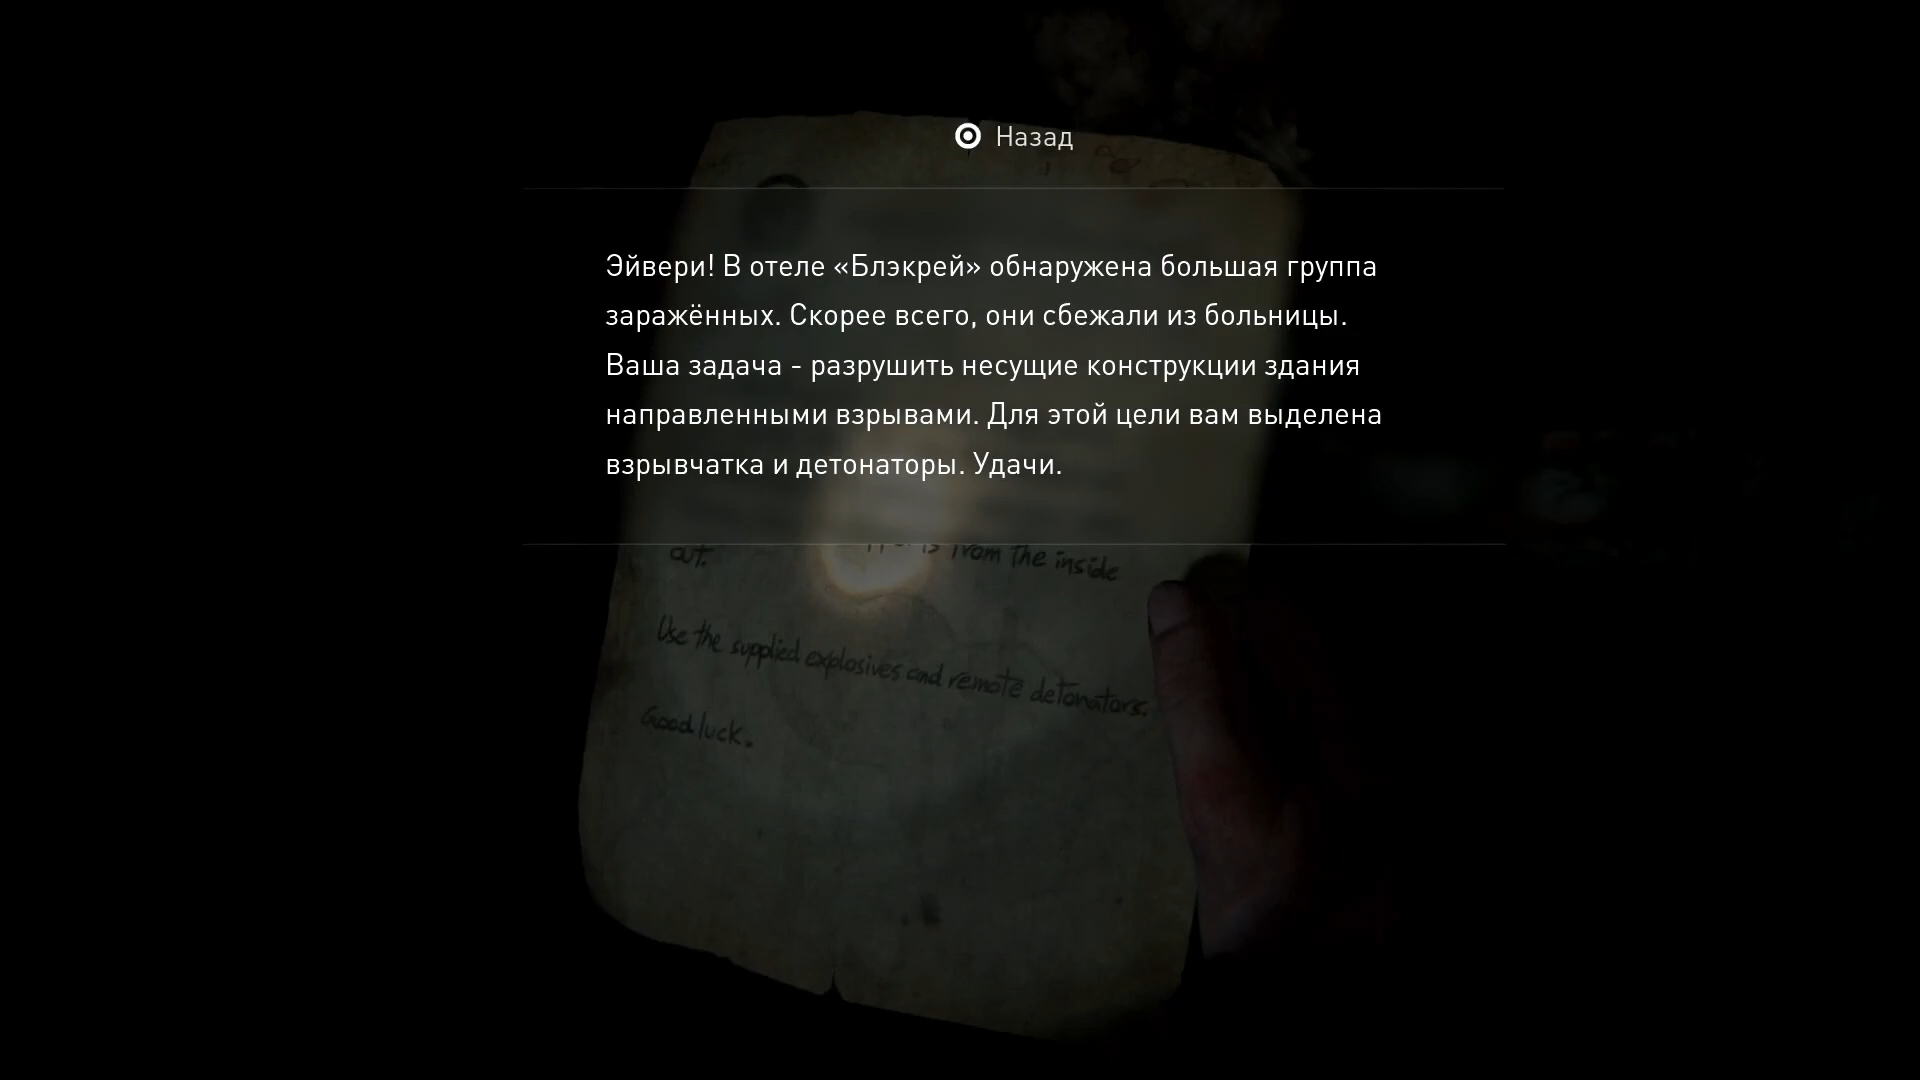 Назад
Эйвери! В отеле «Блэкрей» обнаружена большая группа
заражённых. Скорее всего, они сбежали из больницы.
Ваша задача - разрушить несущие конструкции здания
направленными взрывами. Для этой цели вам выделена
взрывчатка и детонаторы. Удачи.
from the inside
out.
Use the supplied explosives and remote detonators.
Good luck.